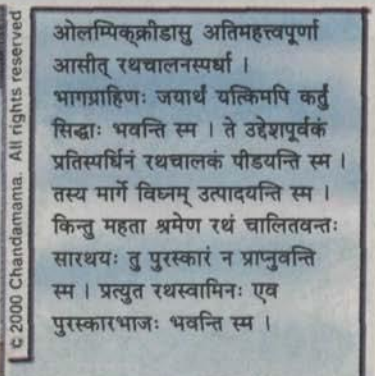 © 2000 Chandamama. All rights reserved
ओलम्पिक्क्रीडासु अतिमहत्त्वपूर्णा
आसीत् रथचालनस्पर्धा ।
भागग्राहिणः जयार्थं यत्किमपि कर्तुं
सिद्धाः भवन्ति स्म । ते उद्देशपूर्वकं
प्रतिस्पर्धिनं रथचालकं पीडयन्ति स्म ।
तस्य मार्गे विघ्नम् उत्पादयन्ति स्म ।
किन्तु महता श्रमेण रथं चालितवन्तः
सारथयः तु पुरस्कारं न प्राप्नुवन्ति
स्म । प्रत्युत रथस्वामिनः एव
पुरस्कारभाजः भवन्ति स्म ।